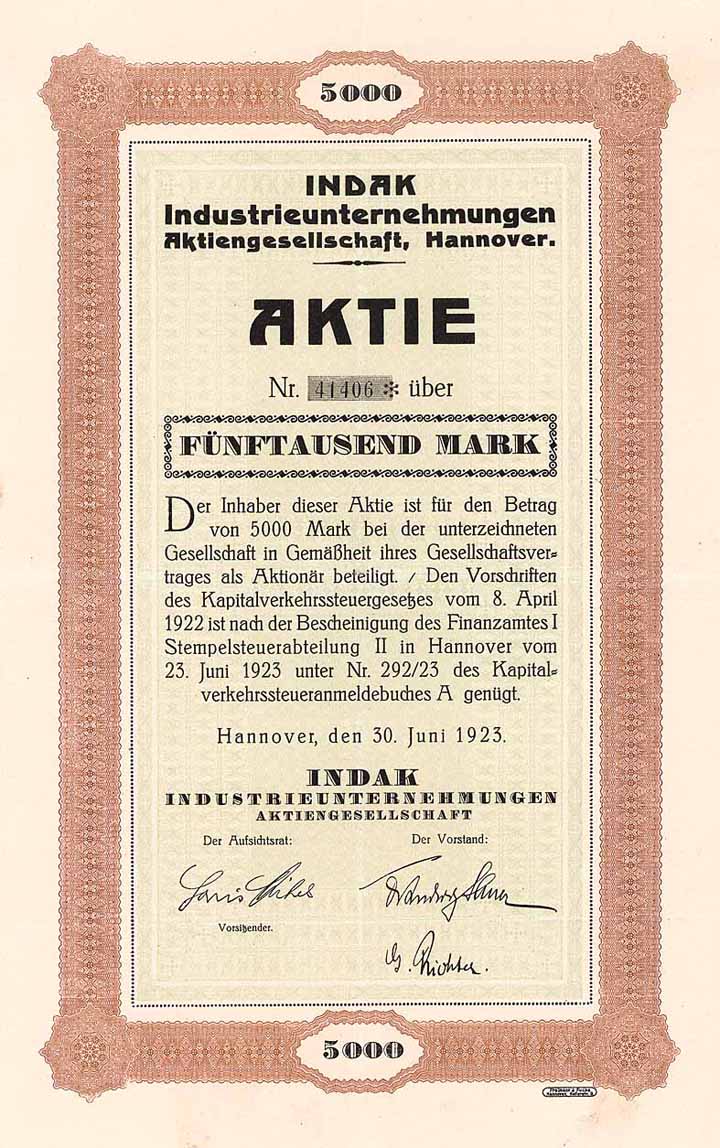 5000
INDAK
Industrieunternehmungen
Aktiengesellschaft, Hannover.
AKTIE
Nr. 41406 * über
FÜNFTAUSEND MARK
Der Inhaber dieser Aktie ist für den Betrag
von 5000 Mark bei der unterzeichneten
Gesellschaft in Gemäßheit ihres Gesellschaftsver=
trages als Aktionär beteiligt. / Den Vorschriften
des Kapitalverkehrssteuergesetzes vom 8. April
1922 ist nach der Bescheinigung des Finanzamtes I
Stempelsteuerabteilung II in Hannover vom
23. Juni 1923 unter Nr. 292/23 des Kapital=
verkehrssteueranmeldebuches A genügt.
Hannover, den 30. Juni 1923.
INDAK
INDUSTRIEUNTERNEHMUNGEN
AKTIENGESELLSCHAFT
Der Aufsichtsrat: Der Vorstand:
Vorsitzender.
G. Richter.
5000
Hannover,